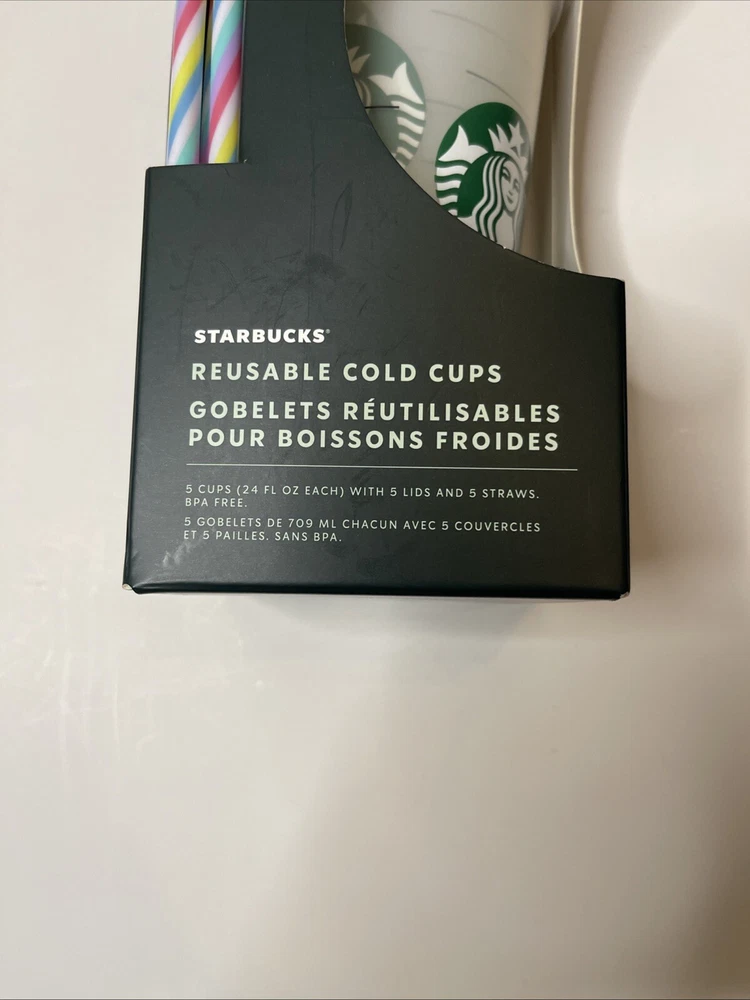 STARBUCKS®
REUSABLE COLD CUPS
GOBELETS RÉUTILISABLES
POUR BOISSONS FROIDES
5 CUPS (24 FL OZ EACH) WITH 5 LIDS AND 5 STRAWS.
BPA FREE.
5 GOBELETS DE 709 ML CHACUN AVEC 5 COUVERCLES
ET 5 PAILLES. SANS BPA.